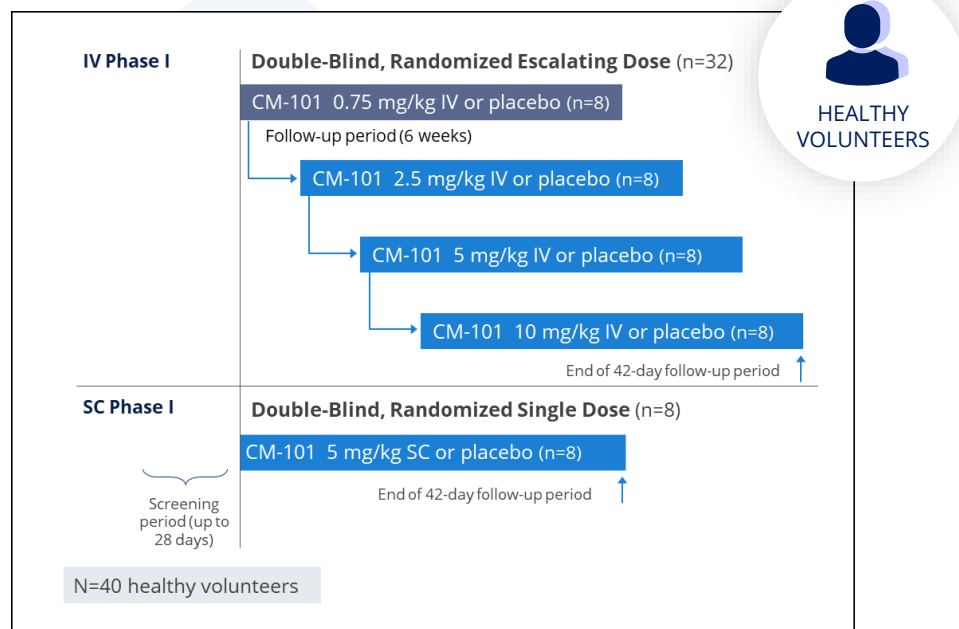 HEALTHY
VOLUNTEERS
IV Phase I
Double-Blind, Randomized Escalating Dose (n=32)
CM-101 0.75 mg/kg IV or placebo (n=8)
Follow-up period (6 weeks)
CM-101 2.5 mg/kg IV or placebo (n=8)
CM-101 5 mg/kg IV or placebo (n=8)
CM-101 10 mg/kg IV or placebo (n=8)
End of 42-day follow-up period
SC Phase I
Double-Blind, Randomized Single Dose (n=8)
CM-101 5 mg/kg SC or placebo (n=8)
End of 42-day follow-up period
Screening
period (up to
28 days)
N=40 healthy volunteers